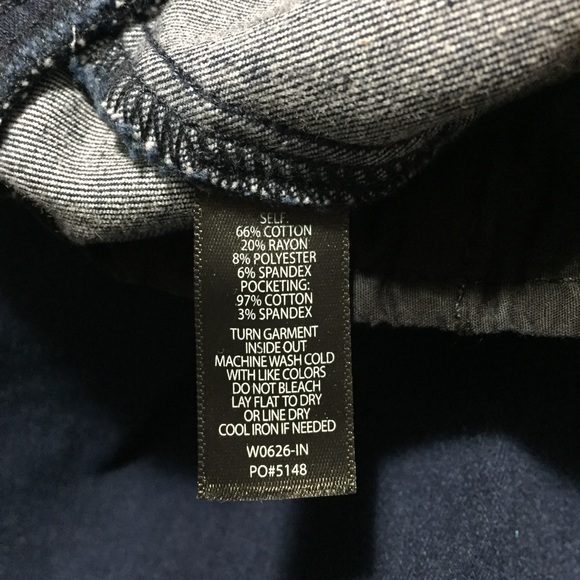 SELF:
66% COTTON
20% RAYON
8% POLYESTER
6% SPANDEX
POCKETING:
97% COTTON
3% SPANDEX
TURN GARMENT
INSIDE OUT
MACHINE WASH COLD
WITH LIKE COLORS
DO NOT BLEACH
LAY FLAT TO DRY
OR LINE DRY
COOL IRON IF NEEDED
W0626-IN
PO#5148